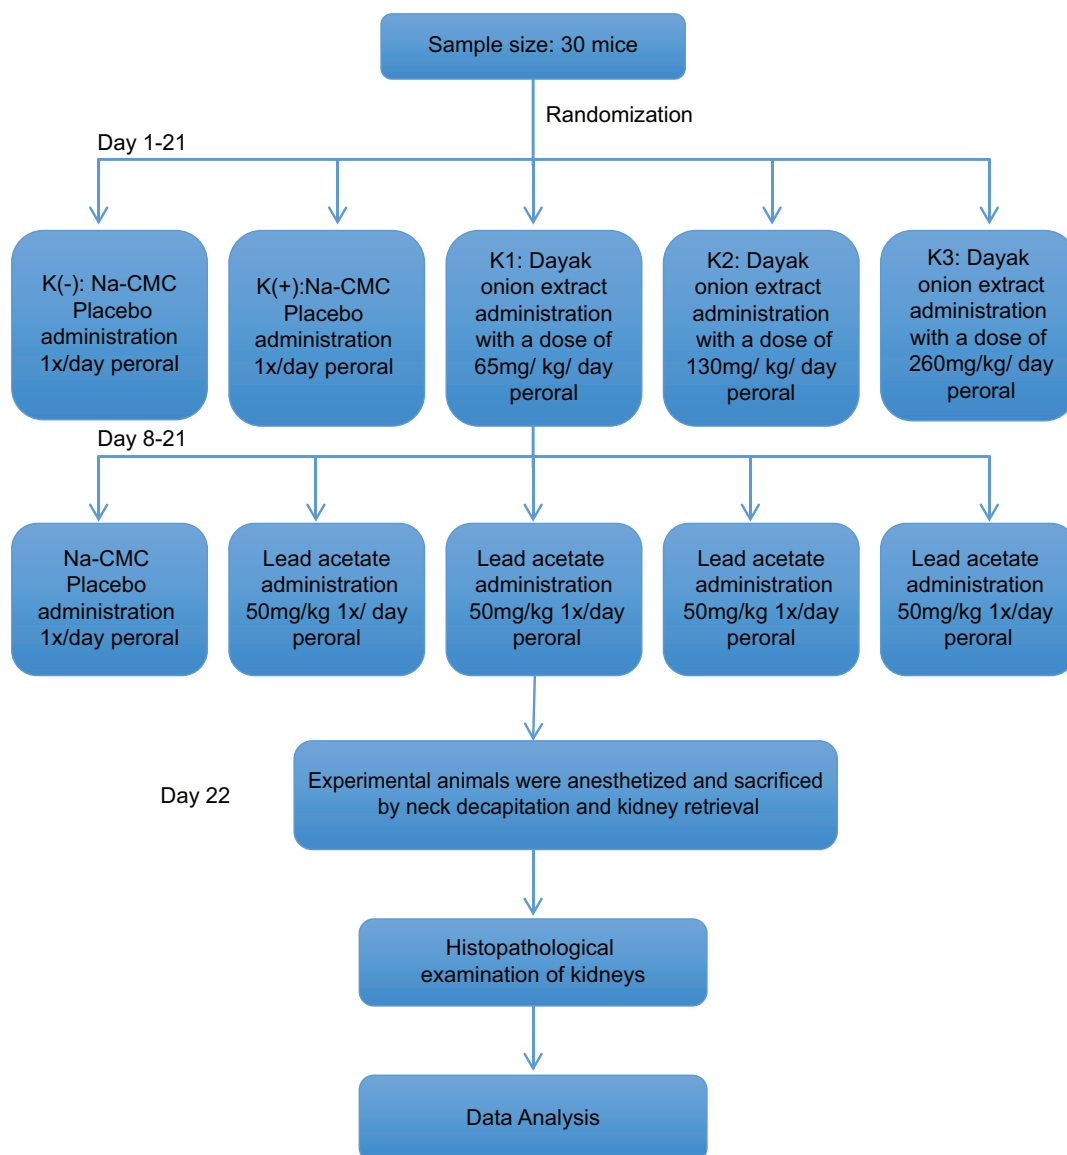 Sample size: 30 mice
Randomization
Day 1-21
K(-): Na-CMC
Placebo
administration
1x/day peroral
K(+):Na-CMC
Placebo
administration
1x/day peroral
K1: Dayak
onion extract
administration
with a dose of
65mg/ kg/ day
peroral
K2: Dayak
onion extract
administration
with a dose of
130mg/ kg/ day
peroral
K3: Dayak
onion extract
administration
with a dose of
260mg/kg/ day
peroral
Day 8-21
Na-CMC
Placebo
administration
1x/day peroral
Lead acetate
administration
50mg/kg 1x/ day
peroral
Lead acetate
administration
50mg/kg 1x/day
peroral
Lead acetate
administration
50mg/kg 1x/day
peroral
Lead acetate
administration
50mg/kg 1x/day
peroral
Day 22
Experimental animals were anesthetized and sacrificed
by neck decapitation and kidney retrieval
Histopathological
examination of kidneys
Data Analysis